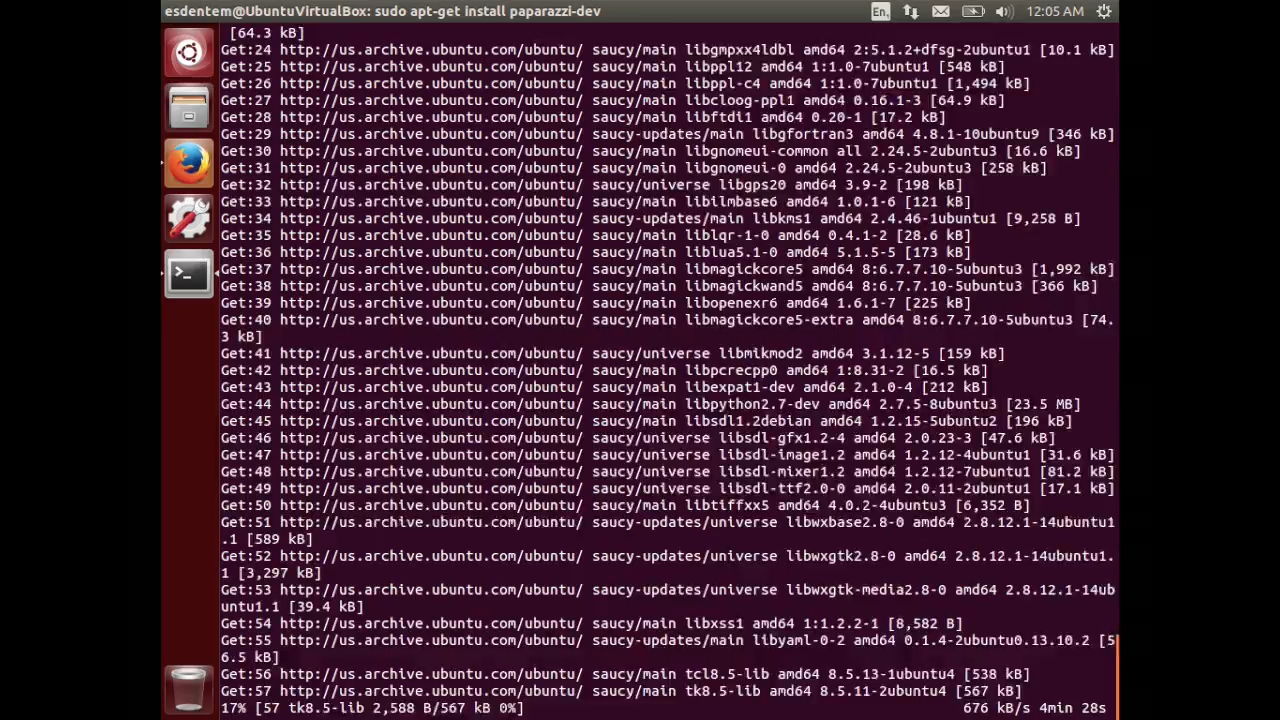 esdentem@UbuntuVirtualBox: sudo apt-get install paparazzi-dev
En
12:05 AM
[64.3 kB]
Get:24 http://us.archive.ubuntu.com/ubuntu/ saucy/main libgmpxx4ldbl amd64 2:5.1.2+dfsg-2ubuntu1 [10.1 kB]
Get:25 http://us.archive.ubuntu.com/ubuntu/ saucy/main libppl12 amd64 1:1.0-7ubuntu1 [548 kB]
Get:26 http://us.archive.ubuntu.com/ubuntu/ saucy/main libppl-c4 amd64 1:1.0-7ubuntu1 [1,494 kB]
Get:27 http://us.archive.ubuntu.com/ubuntu/ saucy/main libcloog-ppl1 amd64 0.16.1-3 [64.9 kB]
Get:28 http://us.archive.ubuntu.com/ubuntu/ saucy/main libftdi1 amd64 0.20-1 [17.2 kB]
Get:29 http://us.archive.ubuntu.com/ubuntu/ saucy-updates/main libgfortran3 amd64 4.8.1-10ubuntu9 [346 kB]
Get:30 http://us.archive.ubuntu.com/ubuntu/ saucy/main libgnomeui-common all 2.24.5-2ubuntu3 [16.6 kB]
Get:31 http://us.archive.ubuntu.com/ubuntu/ saucy/main libgnomeui-0 amd64 2.24.5-2ubuntu3 [258 kB]
Get:32 http://us.archive.ubuntu.com/ubuntu/ saucy/universe libgps20 amd64 3.9-2 [198 kB]
Get:33 http://us.archive.ubuntu.com/ubuntu/ saucy/main libilmbase6 amd64 1.0.1-6 [121 kB]
Get:34 http://us.archive.ubuntu.com/ubuntu/ saucy-updates/main libkms1 amd64 2.4.46-1ubuntu1 [9,258 B]
Get:35 http://us.archive.ubuntu.com/ubuntu/ saucy/main liblqr-1-0 amd64 0.4.1-2 [28.6 kB]
Get:36 http://us.archive.ubuntu.com/ubuntu/ saucy/main liblua5.1-0 amd64 5.1.5-5 [173 kB]
Get:37 http://us.archive.ubuntu.com/ubuntu/ saucy/main libmagickcore5 amd64 8:6.7.7.10-5ubuntu3 [1,992 kB]
Get:38 http://us.archive.ubuntu.com/ubuntu/ saucy/main libmagickwand5 amd64 8:6.7.7.10-5ubuntu3 [366 kB]
Get:39 http://us.archive.ubuntu.com/ubuntu/ saucy/main libopenexr6 amd64 1.6.1-7 [225 kB]
Get:40 http://us.archive.ubuntu.com/ubuntu/ saucy/main libmagickcore5-extra amd64 8:6.7.7.10-5ubuntu3 [74.
3 kB]
Get:41 http://us.archive.ubuntu.com/ubuntu/ saucy/universe libmikmod2 amd64 3.1.12-5 [159 kB]
Get:42 http://us.archive.ubuntu.com/ubuntu/ saucy/main libpcrecpp0 amd64 1:8.31-2 [16.5 kB]
Get:43 http://us.archive.ubuntu.com/ubuntu/ saucy/main libexpat1-dev amd64 2.1.0-4 [212 kB]
Get:44 http://us.archive.ubuntu.com/ubuntu/ saucy/main libpython2.7-dev amd64 2.7.5-8ubuntu3 [23.5 MB]
Get:45 http://us.archive.ubuntu.com/ubuntu/ saucy/main libsdl1.2debian amd64 1.2.15-5ubuntu2 [196 kB]
Get:46 http://us.archive.ubuntu.com/ubuntu/ saucy/universe libsdl-gfx1.2-4 amd64 2.0.23-3 [47.6 kB]
Get:47 http://us.archive.ubuntu.com/ubuntu/ saucy/universe libsdl-image1.2 amd64 1.2.12-4ubuntu1 [31.6 kB]
Get:48 http://us.archive.ubuntu.com/ubuntu/ saucy/universe libsdl-mixer1.2 amd64 1.2.12-7ubuntu1 [81.2 kB]
Get:49 http://us.archive.ubuntu.com/ubuntu/ saucy/universe libsdl-ttf2.0-0 amd64 2.0.11-2ubuntu1 [17.1 kB]
Get:50 http://us.archive.ubuntu.com/ubuntu/ saucy/main libtiffxx5 amd64 4.0.2-4ubuntu3 [6,352 B]
Get:51 http://us.archive.ubuntu.com/ubuntu/ saucy-updates/universe libwxbase2.8-0 amd64 2.8.12.1-14ubuntu1
.1 [589 kB]
Get:52 http://us.archive.ubuntu.com/ubuntu/ saucy-updates/universe libwxgtk2.8-0 amd64 2.8.12.1-14ubuntu1.
1 [3,297 kB]
Get:53 http://us.archive.ubuntu.com/ubuntu/ saucy-updates/universe libwxgtk-media2.8-0 amd64 2.8.12.1-14ub
untu1.1 [39.4 kB]
Get:54 http://us.archive.ubuntu.com/ubuntu/ saucy/main libxss1 amd64 1:1.2.2-1 [8,582 B]
Get:55 http://us.archive.ubuntu.com/ubuntu/ saucy-updates/main libyaml-0-2 amd64 0.1.4-2ubuntu0.13.10.2 [5
6.5 kB]
Get:56 http://us.archive.ubuntu.com/ubuntu/ saucy/main tcl8.5-lib amd64 8.5.13-1ubuntu4 [538 kB]
Get:57 http://us.archive.ubuntu.com/ubuntu/ saucy/main tk8.5-lib amd64 8.5.11-2ubuntu4 [567 kB]
17% [57 tk8.5-lib 2,588 B/567 kB 0%] 676 kB/s 4min 28s